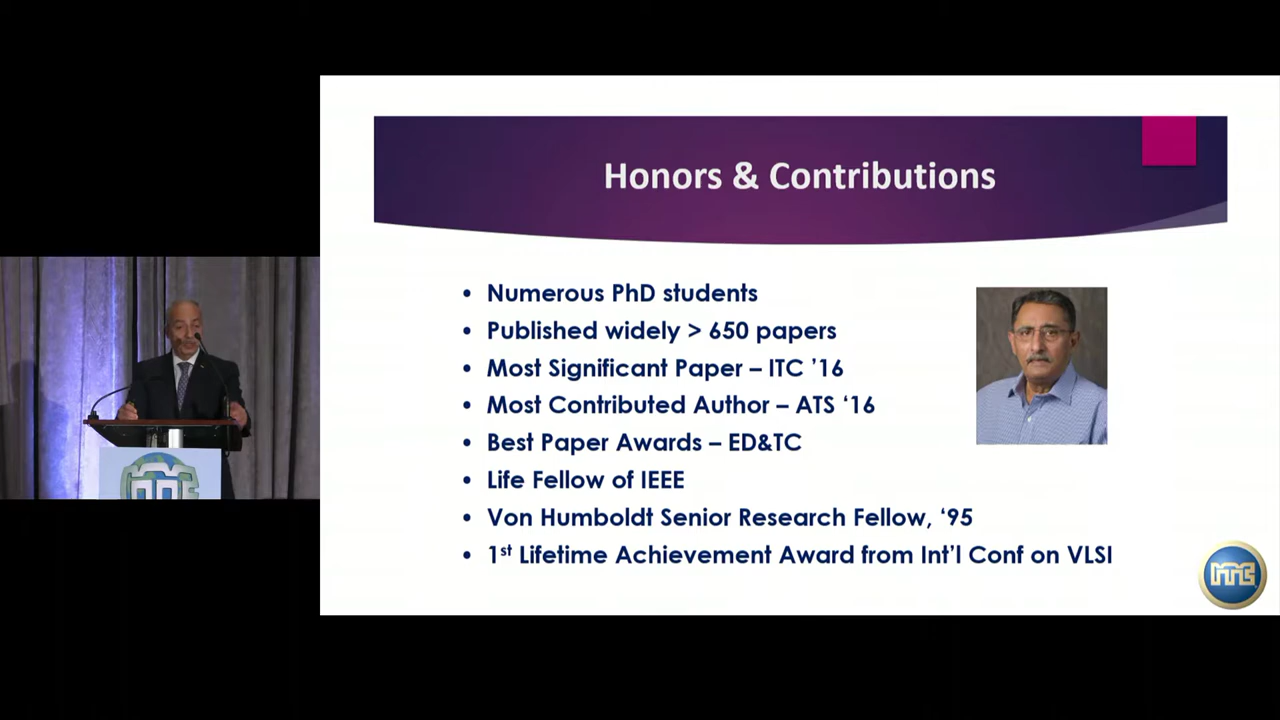 Honors & Contributions
• Numerous PhD students
• Published widely > 650 papers
• Most Significant Paper – ITC ’16
• Most Contributed Author – ATS ‘16
• Best Paper Awards – ED&TC
• Life Fellow of IEEE
• Von Humboldt Senior Research Fellow, ‘95
• 1st Lifetime Achievement Award from Int’l Conf on VLSI
ITC